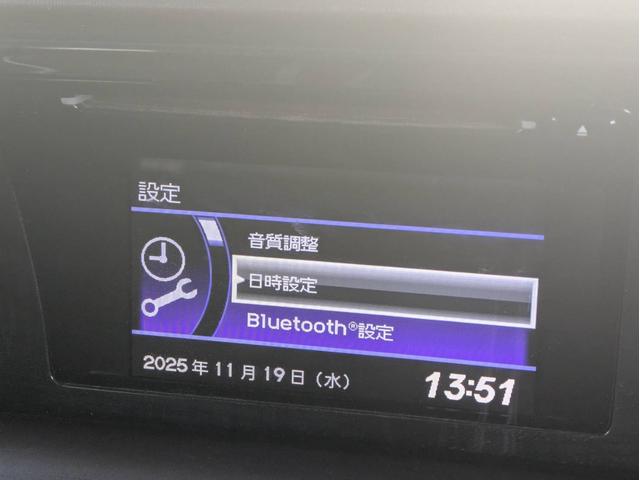 設定
音質調整
日時設定
Bluetooth®設定
2025年11月19日（水）
13:51